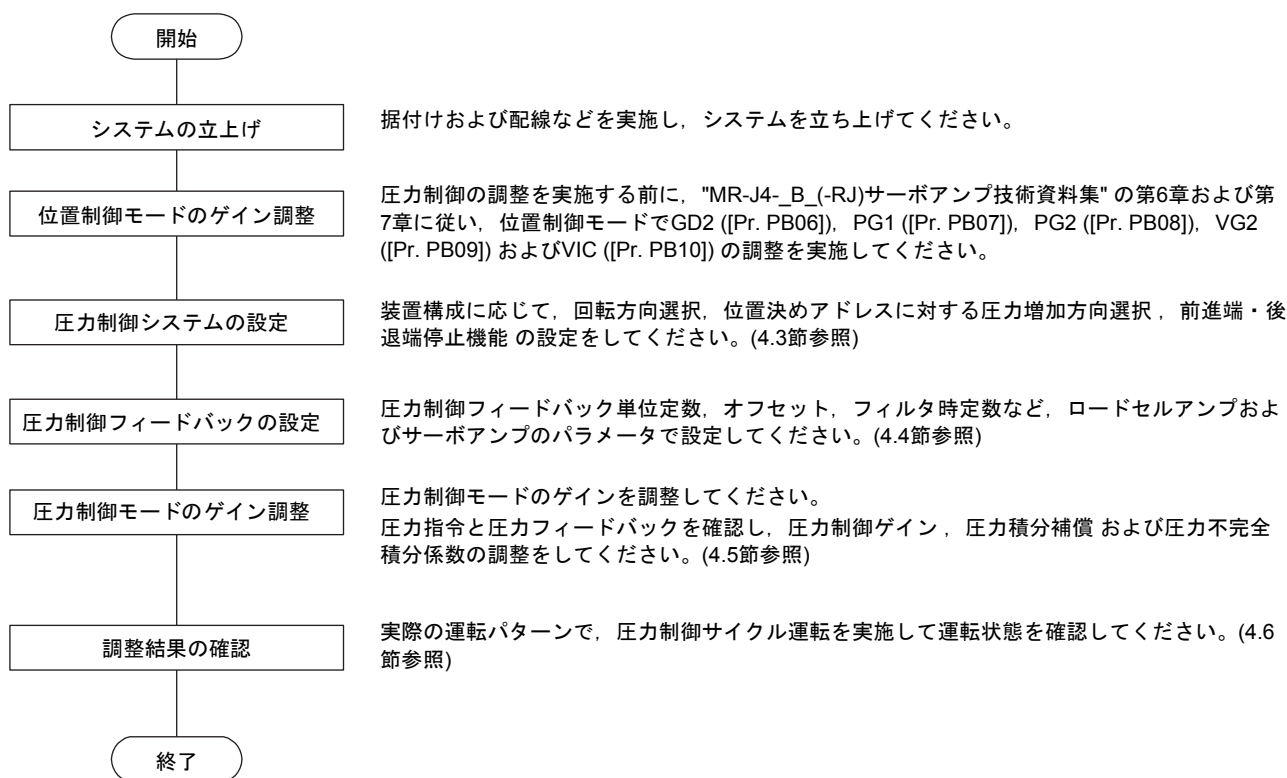 開始
システムの立上げ
据付けおよび配線などを実施し，システムを立ち上げてください。
位置制御モードのゲイン調整
圧力制御の調整を実施する前に，"MR-J4-_B_(-RJ)サーボアンプ技術資料集" の第6章および第
7章に従い，位置制御モードでGD2 ([Pr. PB06])，PG1 ([Pr. PB07])，PG2 ([Pr. PB08])，VG2
([Pr. PB09]) およびVIC ([Pr. PB10]) の調整を実施してください。
圧力制御システムの設定
装置構成に応じて，回転方向選択，位置決めアドレスに対する圧力増加方向選択 ，前進端・後
退端停止機能 の設定をしてください。(4.3節参照)
圧力制御フィードバックの設定
圧力制御フィードバック単位定数，オフセット，フィルタ時定数など，ロードセルアンプおよ
びサーボアンプのパラメータで設定してください。(4.4節参照)
圧力制御モードのゲイン調整
圧力制御モードのゲインを調整してください。
圧力指令と圧力フィードバックを確認し，圧力制御ゲイン ，圧力積分補償 および圧力不完全
積分係数の調整をしてください。(4.5節参照)
調整結果の確認
実際の運転パターンで，圧力制御サイクル運転を実施して運転状態を確認してください。(4.6
節参照)
終了